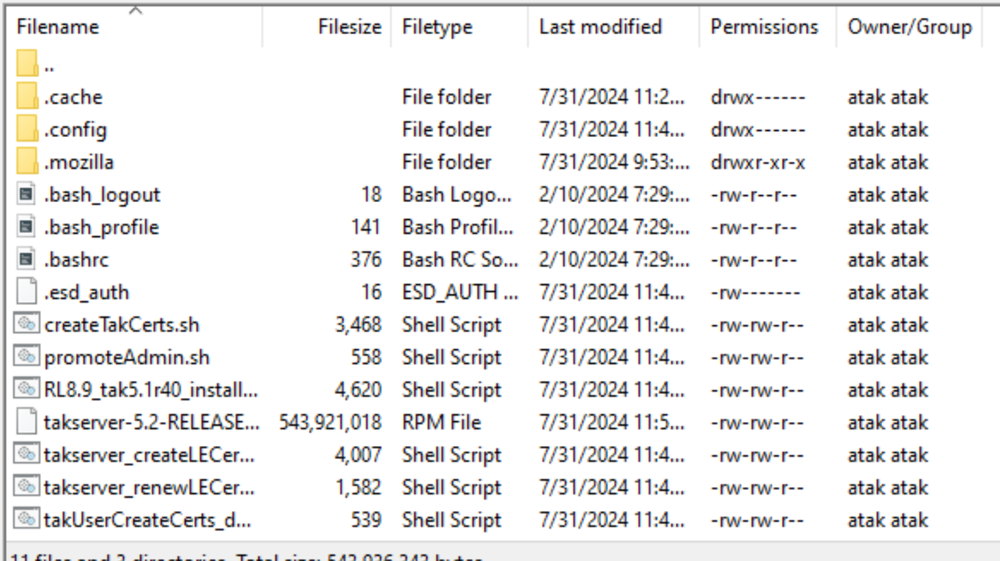 Filename Filesize Filetype Last modified Permissions Owner/Group
..
.cache File folder 7/31/2024 11:2... drwx------ atak atak
.config File folder 7/31/2024 11:4... drwx------ atak atak
.mozilla File folder 7/31/2024 9:53:... drwxr-xr-x atak atak
.bash_logout 18 Bash Logo... 2/10/2024 7:29:... -rw-r--r-- atak atak
.bash_profile 141 Bash Profil... 2/10/2024 7:29:... -rw-r--r-- atak atak
.bashrc 376 Bash RC So... 2/10/2024 7:29:... -rw-r--r-- atak atak
.esd_auth 16 ESD_AUTH ... 7/31/2024 11:4... -rw------- atak atak
createTakCerts.sh 3,468 Shell Script 7/31/2024 11:4... -rw-rw-r-- atak atak
promoteAdmin.sh 558 Shell Script 7/31/2024 11:4... -rw-rw-r-- atak atak
RL8.9_tak5.1r40_install... 4,620 Shell Script 7/31/2024 11:4... -rw-rw-r-- atak atak
takserver-5.2-RELEASE... 543,921,018 RPM File 7/31/2024 11:5... -rw-rw-r-- atak atak
takserver_createLECer... 4,007 Shell Script 7/31/2024 11:4... -rw-rw-r-- atak atak
takserver_renewLECer... 1,582 Shell Script 7/31/2024 11:4... -rw-rw-r-- atak atak
takUserCreateCerts_d... 539 Shell Script 7/31/2024 11:4... -rw-rw-r-- atak atak
11 files and 3 directories. Total size: 543,936,343 bytes